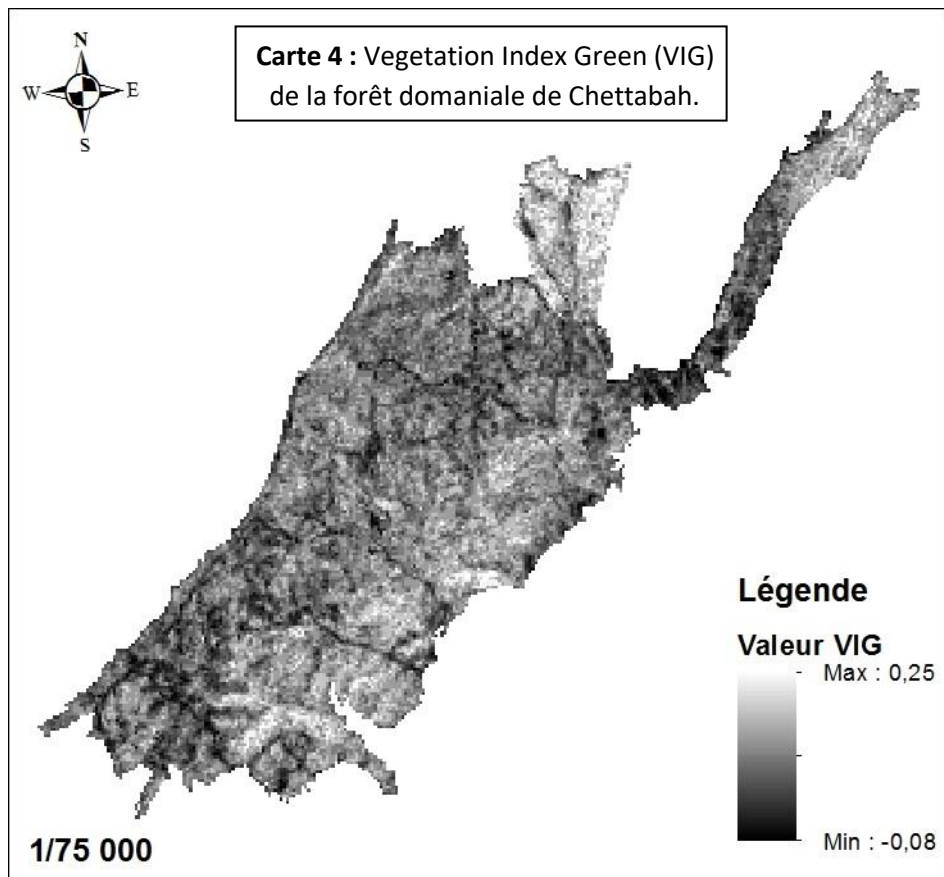 N
W E
S
Carte 4 : Vegetation Index Green (VIG)
de la forêt domaniale de Chettabah.
Légende
Valeur VIG
Max : 0,25
Min : -0,08
1/75 000